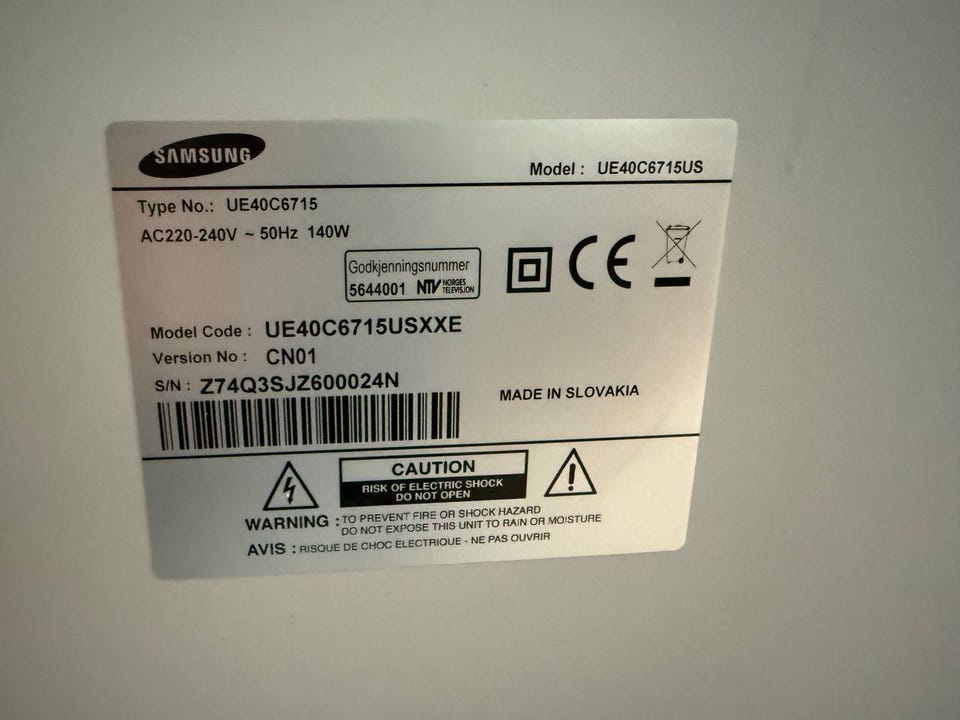 SAMSUNG
Model : UE40C6715US
Type No.: UE40C6715
AC220-240V ~ 50Hz 140W
Godkjenningsnummer
5644001 NTV NORGES TELEVISJON
CE
Model Code : UE40C6715USXXE
Version No : CN01
S/N : Z74Q3SJZ600024N
MADE IN SLOVAKIA
CAUTION
RISK OF ELECTRIC SHOCK
DO NOT OPEN
WARNING : TO PREVENT FIRE OR SHOCK HAZARD
DO NOT EXPOSE THIS UNIT TO RAIN OR MOISTURE
AVIS : RISQUE DE CHOC ELECTRIQUE - NE PAS OUVRIR